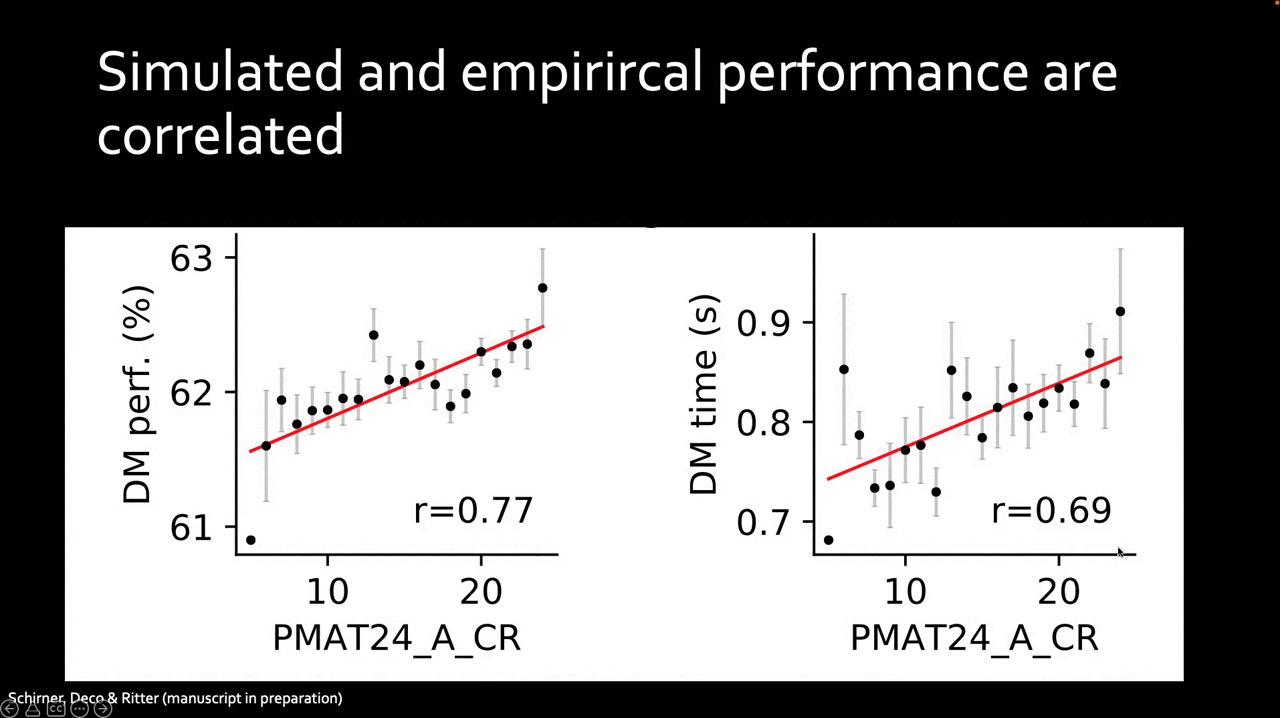 Simulated and empirircal performance are
correlated
63
62
61
DM perf. (%)
r=0.77
10 20
PMAT24_A_CR
0.9
0.8
0.7
DM time (s)
r=0.69
10 20
PMAT24_A_CR
Schirner, Deco & Ritter (manuscript in preparation)
CC